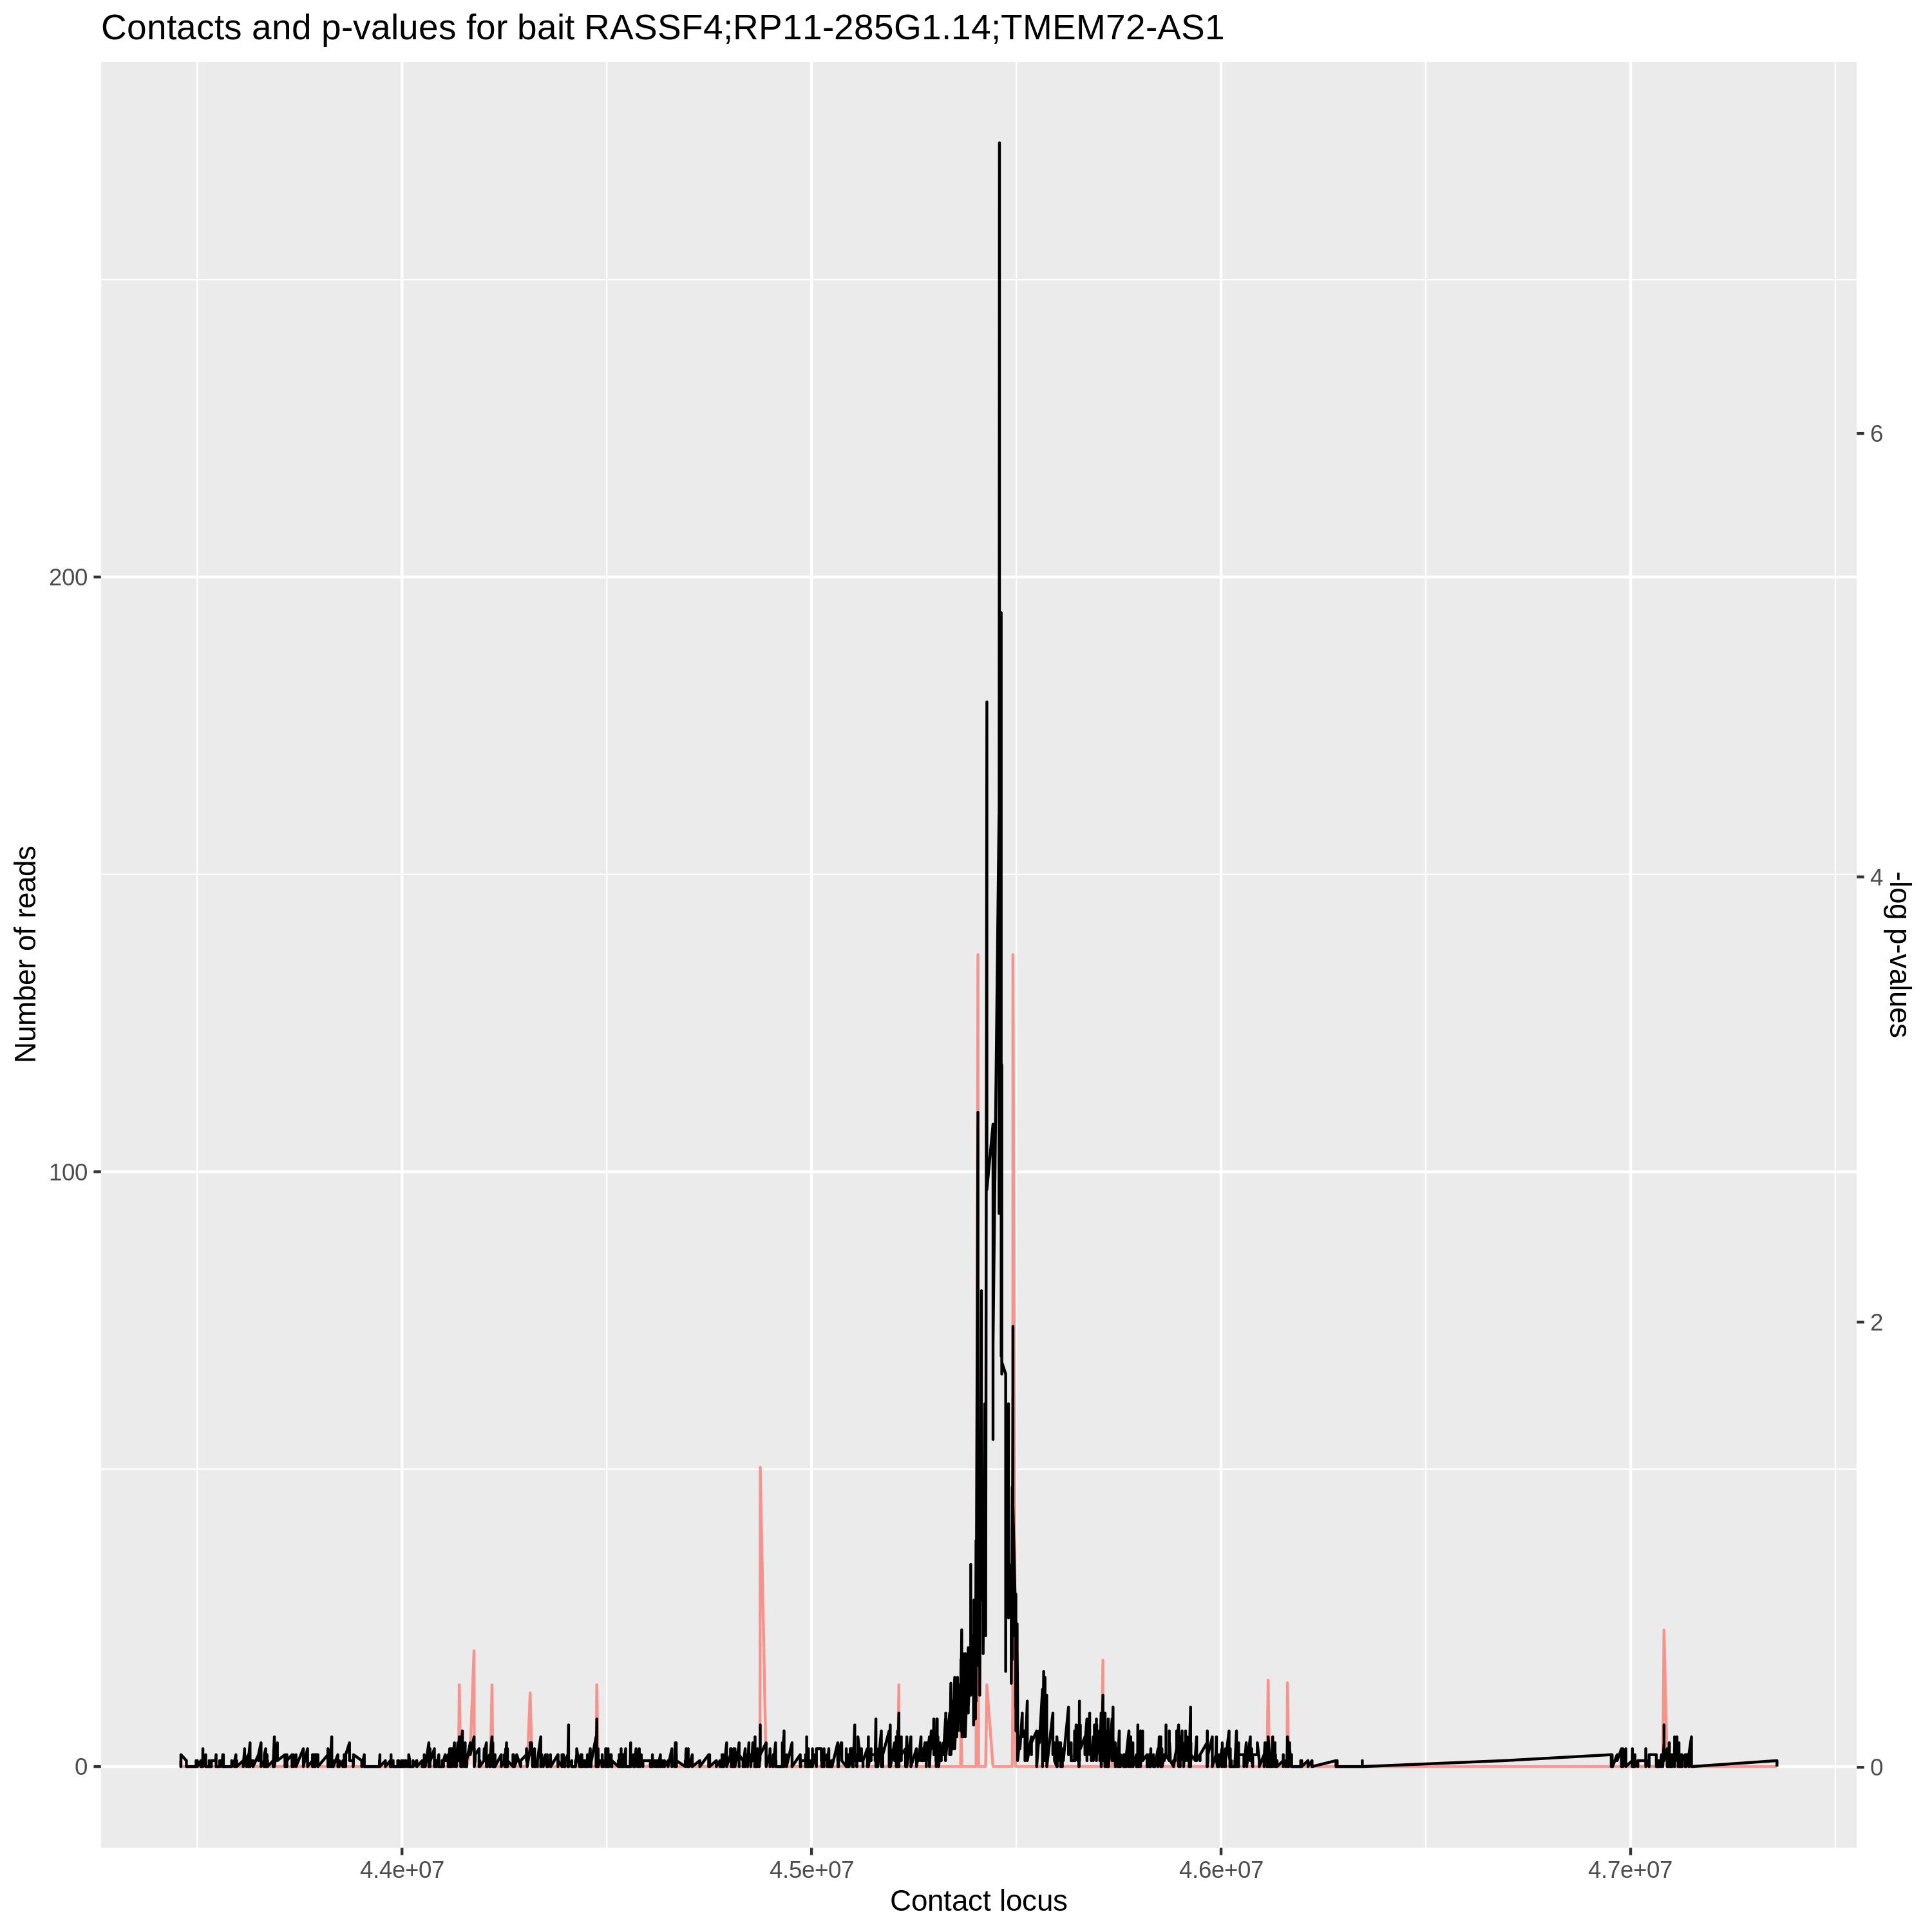 Contacts and p-values for bait RASSF4;RP11-285G1.14;TMEM72-AS1
Number of reads
200
100
0
6
4
2
0
-log p-values
4.4e+07
4.5e+07
4.6e+07
4.7e+07
Contact locus